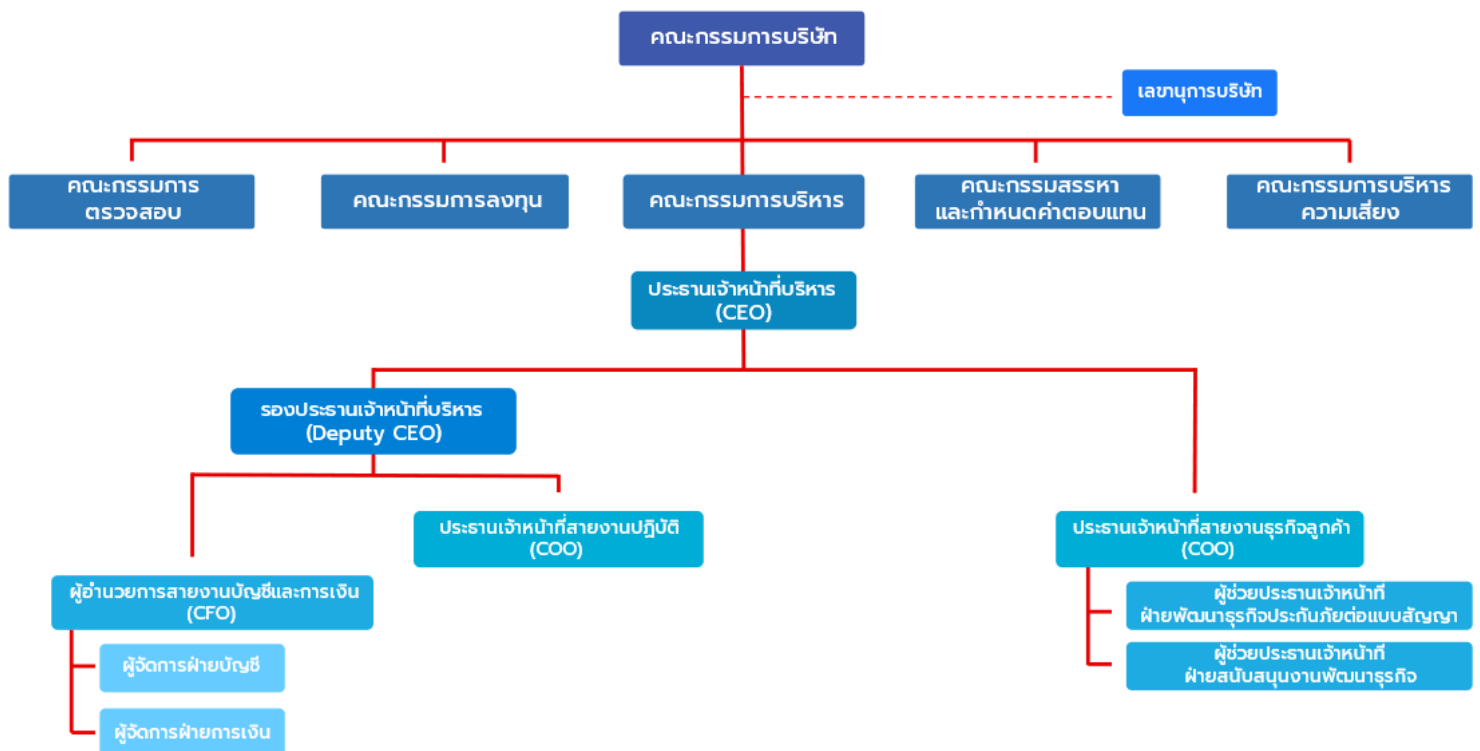 คณะกรรมการบริษัท
เลขานุการบริษัท
คณะกรรมการ
ตรวจสอบ
คณะกรรมการลงทุน
คณะกรรมการบริหาร
คณะกรรมสรรหา
และกำหนดค่าตอบแทน
คณะกรรมการบริหาร
ความเสี่ยง
ประธานเจ้าหน้าที่บริหาร
(CEO)
รองประธานเจ้าหน้าที่บริหาร
(Deputy CEO)
ประธานเจ้าหน้าที่สายงานปฏิบัติ
(COO)
ประธานเจ้าหน้าที่สายงานธุรกิจลูกค้า
(COO)
ผู้อำนวยการสายงานบัญชีและการเงิน
(CFO)
ผู้จัดการฝ่ายบัญชี
ผู้จัดการฝ่ายการเงิน
ผู้ช่วยประธานเจ้าหน้าที่
ฝ่ายพัฒนาธุรกิจประกันภัยต่อแบบสัญญา
ผู้ช่วยประธานเจ้าหน้าที่
ฝ่ายสนับสนุนงานพัฒนาธุรกิจ